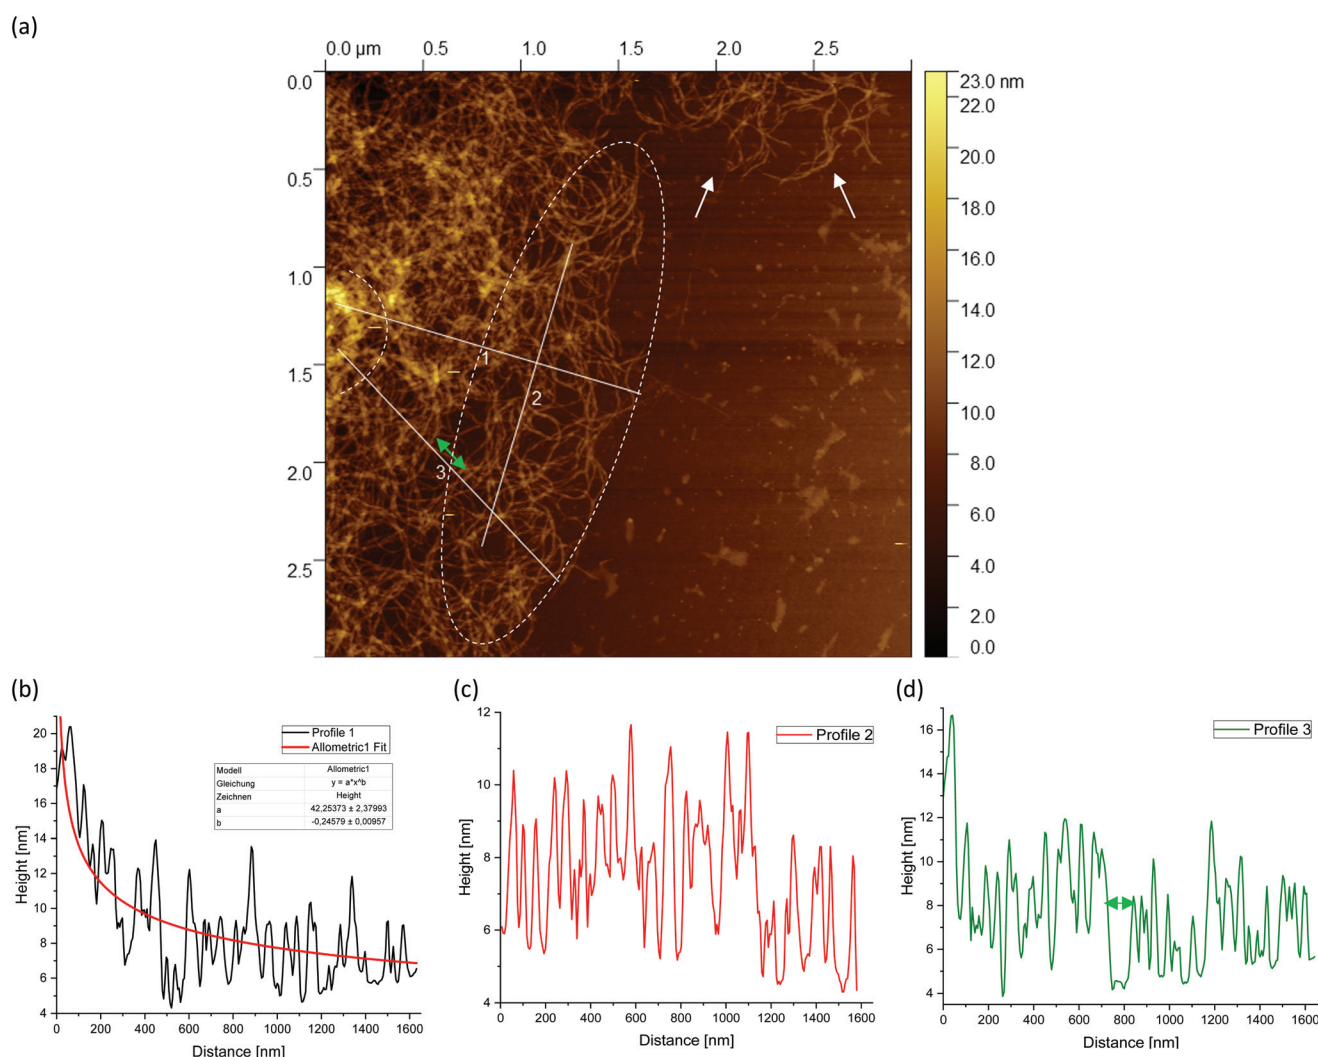 (a)
0.0 µm 0.5 1.0 1.5 2.0 2.5
0.0
0.5
1.0
1.5
2.0
2.5
1
2
3
23.0 nm
22.0
20.0
18.0
16.0
14.0
12.0
10.0
8.0
6.0
4.0
2.0
0.0
(b)
Height [nm]
20
18
16
14
12
10
8
6
4
0 200 400 600 800 1000 1200 1400 1600
Distance [nm]
Profile 1
Allometric1 Fit
Modell Allometric1
Gleichung y = a*x^b
Zeichnen Height
a 42,25373 ± 2,37993
b -0,24579 ± 0,00957
(c)
Height [nm]
12
10
8
6
4
0 200 400 600 800 1000 1200 1400 1600
Distance [nm]
Profile 2
(d)
Height [nm]
16
14
12
10
8
6
4
0 200 400 600 800 1000 1200 1400 1600
Distance [nm]
Profile 3